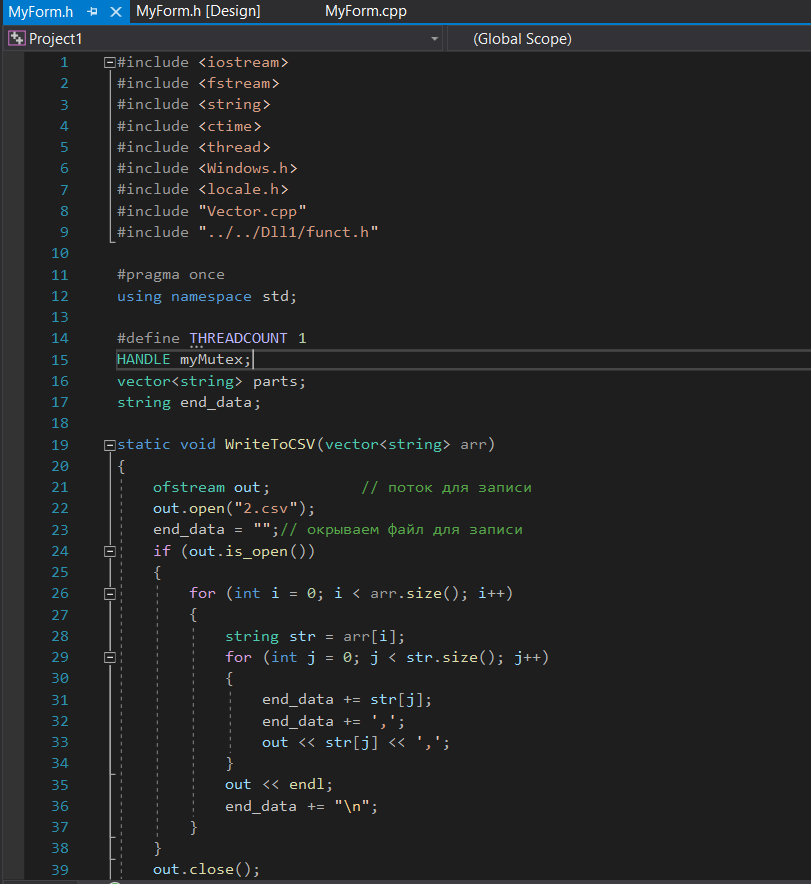 MyForm.h MyForm.h [Design] MyForm.cpp
Project1 (Global Scope)
1 #include <iostream>
2 #include <fstream>
3 #include <string>
4 #include <ctime>
5 #include <thread>
6 #include <Windows.h>
7 #include <locale.h>
8 #include "Vector.cpp"
9 #include "../../Dll1/funct.h"
10
11 #pragma once
12 using namespace std;
13
14 #define THREADCOUNT 1
15 HANDLE myMutex;
16 vector<string> parts;
17 string end_data;
18
19 static void WriteToCSV(vector<string> arr)
20 {
21 ofstream out; // поток для записи
22 out.open("2.csv");
23 end_data = "";// окрываем файл для записи
24 if (out.is_open())
25 {
26 for (int i = 0; i < arr.size(); i++)
27 {
28 string str = arr[i];
29 for (int j = 0; j < str.size(); j++)
30 {
31 end_data += str[j];
32 end_data += ',';
33 out << str[j] << ',';
34 }
35 out << endl;
36 end_data += "\n";
37 }
38 }
39 out.close();